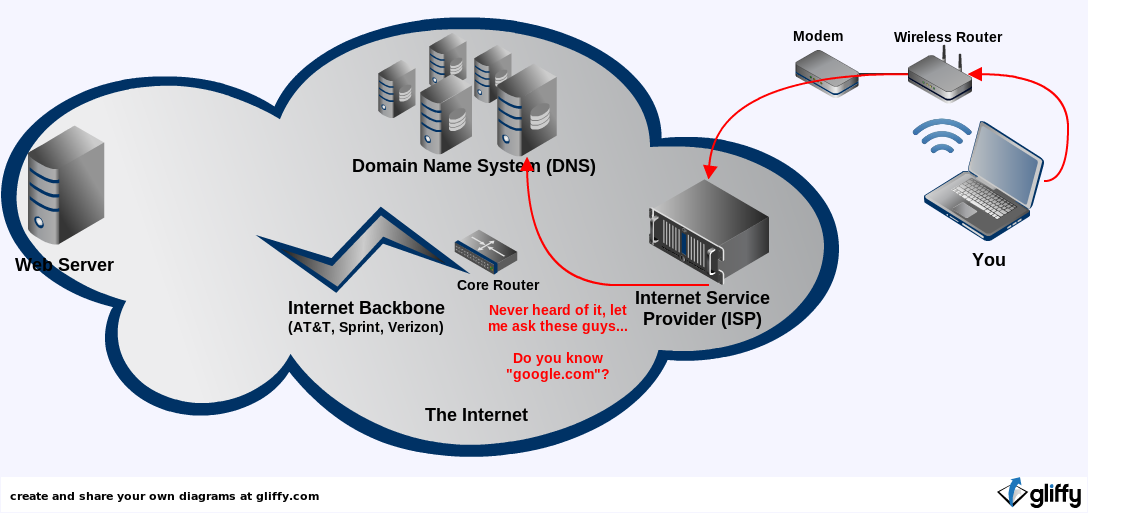 Modem
Wireless Router
Domain Name System (DNS)
You
Web Server
Core Router
Internet Backbone
(AT&T, Sprint, Verizon)
Never heard of it, let
me ask these guys...
Do you know
"google.com"?
Internet Service
Provider (ISP)
The Internet
create and share your own diagrams at gliffy.com
gliffy